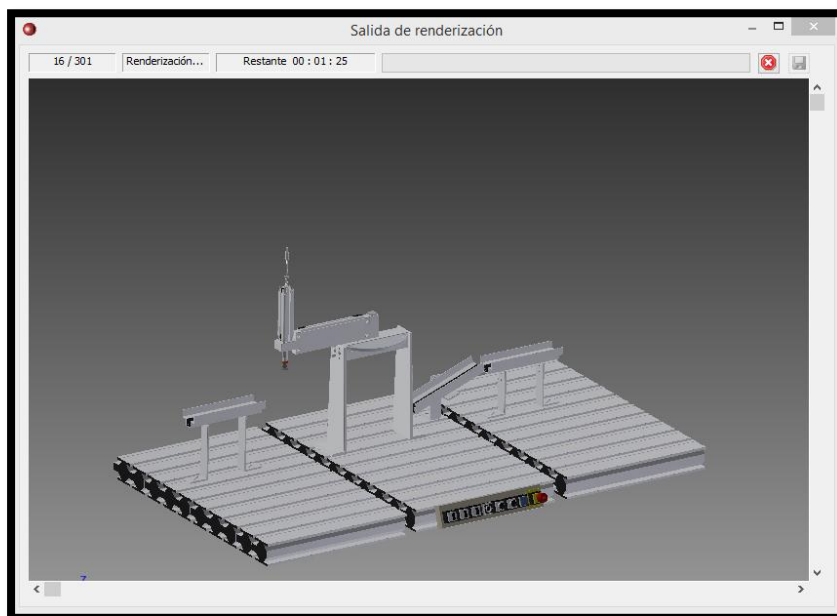 Salida de renderización
16 / 301 Renderización... Restante 00 : 01 : 25
Z